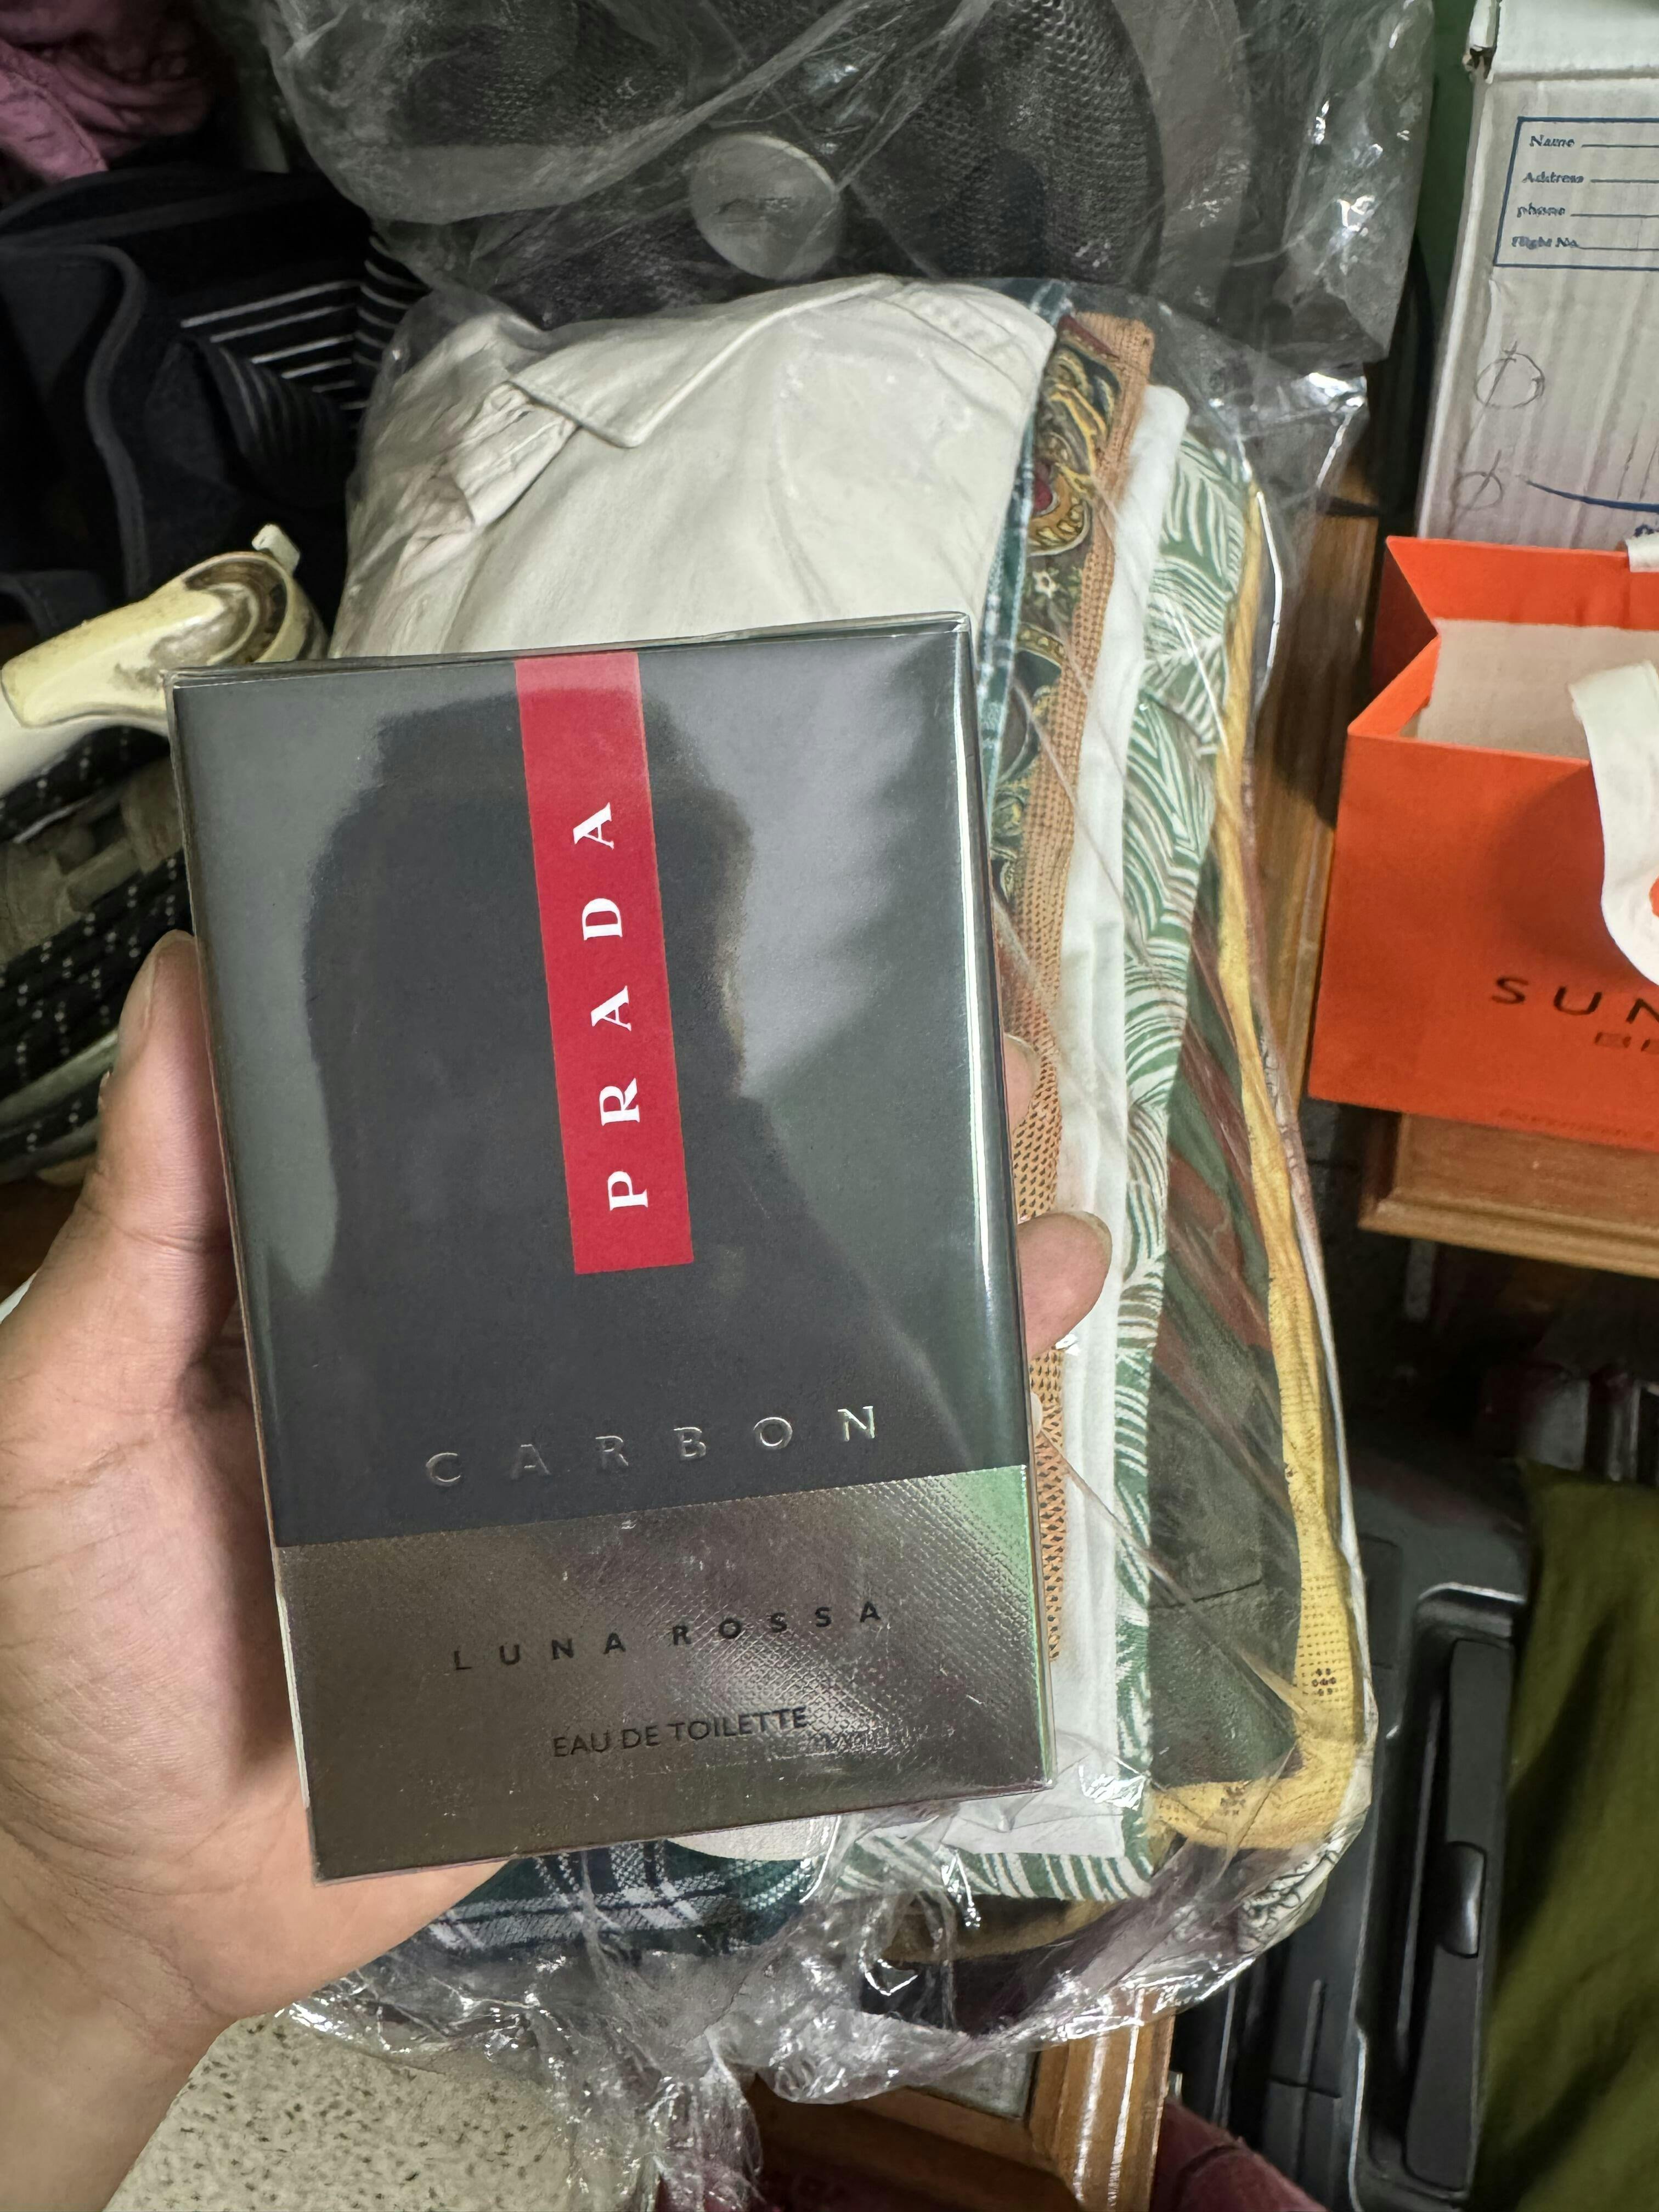 Name
Address
phone
Flight No.
SUN
PRADA
CARBON
LUNA ROSSA
EAU DE TOILETTE